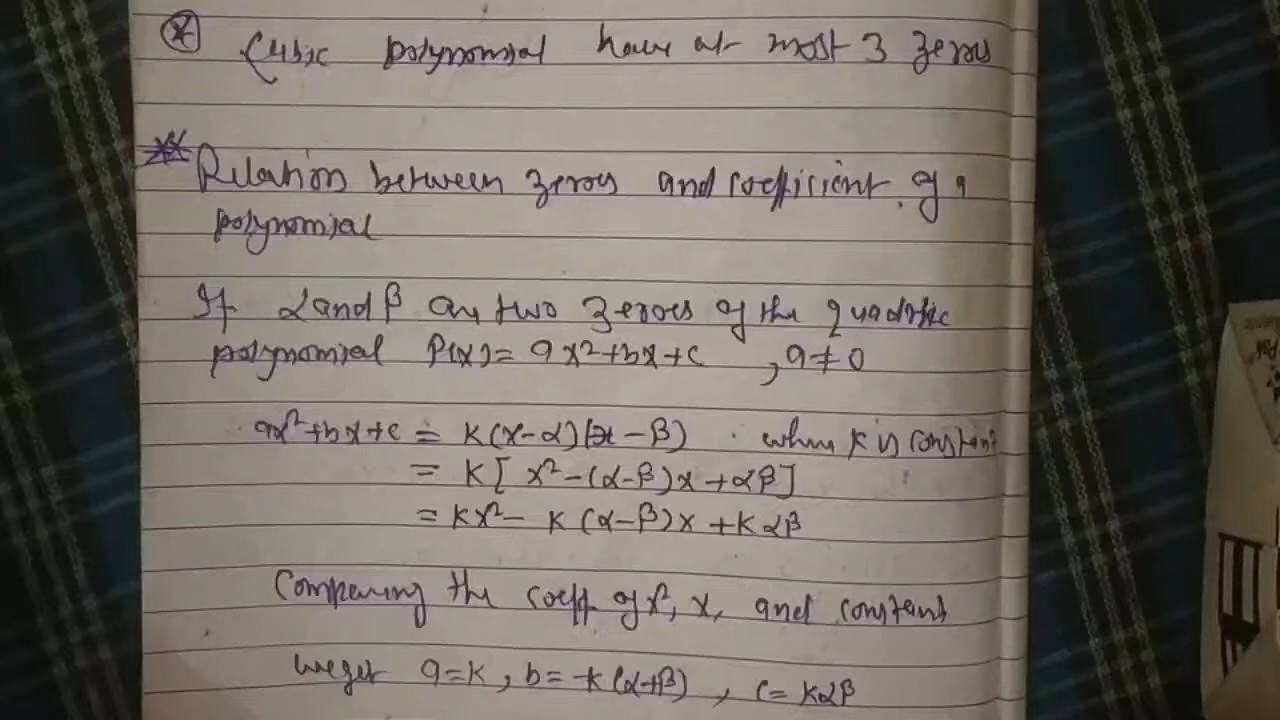 Cubic polynomial have at most 3 zeros
Relation between zeros and coefficient of a
polynomial
If α and β are two zeroes of the quadratic
polynomial P(x) = ax²+bx+c , a≠0
ax²+bx+c = K(x-α)(x-β) where K is constant
= K[x²-(α-β)x+αβ]
= Kx²- K(α-β)x+Kαβ
Comparing the coeff of x², x, and constant
we get a=K, b=-K(α+β), c=Kαβ